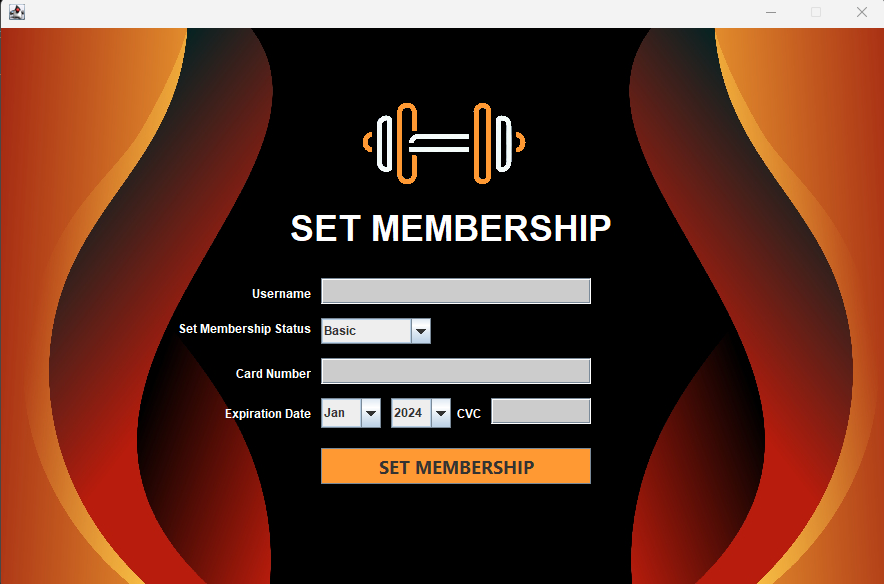 SET MEMBERSHIP
Username
Set Membership Status Basic
Card Number
Expiration Date Jan 2024 CVC
SET MEMBERSHIP